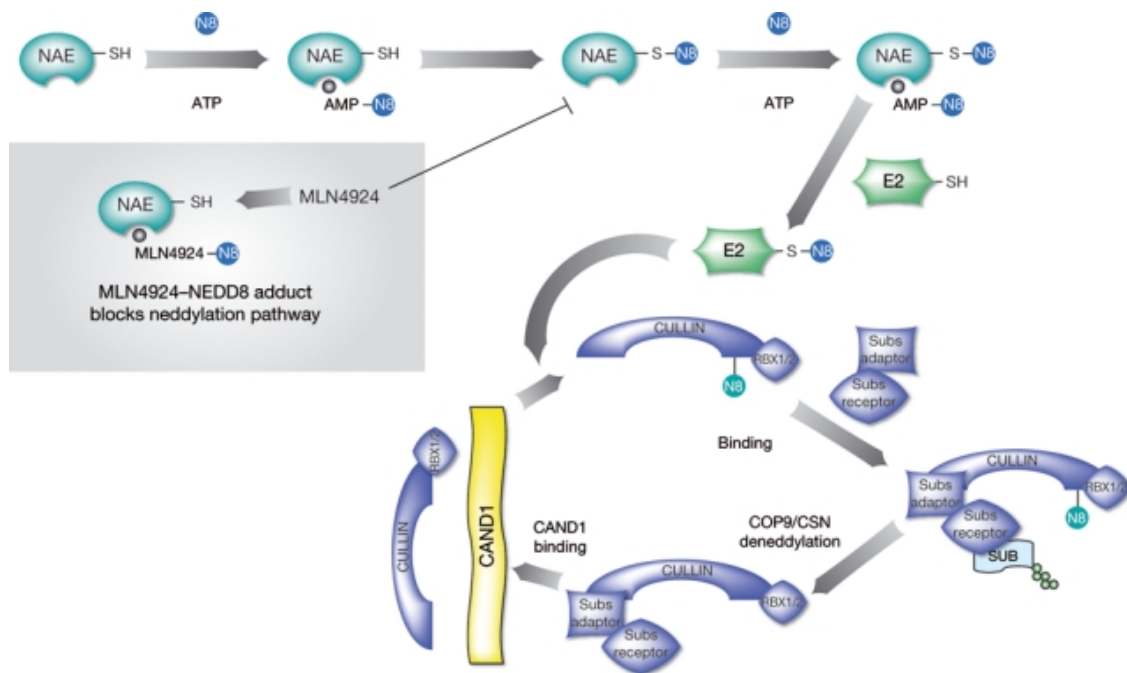 N8
N8
NAE
SH
NAE
SH
NAE
S
N8
NAE
S
N8
ATP
AMP
N8
ATP
AMP
N8
NAE
SH
MLN4924
E2
SH
MLN4924
N8
E2
S
N8
MLN4924–NEDD8 adduct
blocks neddylation pathway
CULLIN
RBX1/2
N8
Subs
adaptor
Subs
receptor
Binding
RBX1/2
CULLIN
CAND1
CULLIN
RBX1/2
Subs
adaptor
N8
Subs
receptor
SUB
CAND1
binding
COP9/CSN
deneddylation
CULLIN
RBX1/2
Subs
adaptor
Subs
receptor